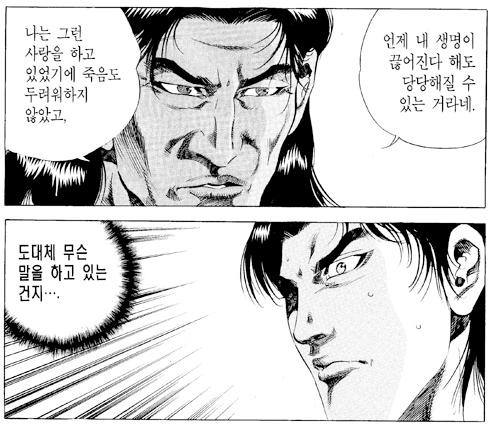 나는 그런
사랑을 하고
있었기에 죽음도
두려워하지
않았고,
언제 내 생명이
끊어진다 해도
당당해질 수
있는 거라네.
도대체 무슨
말을 하고 있는
건지….